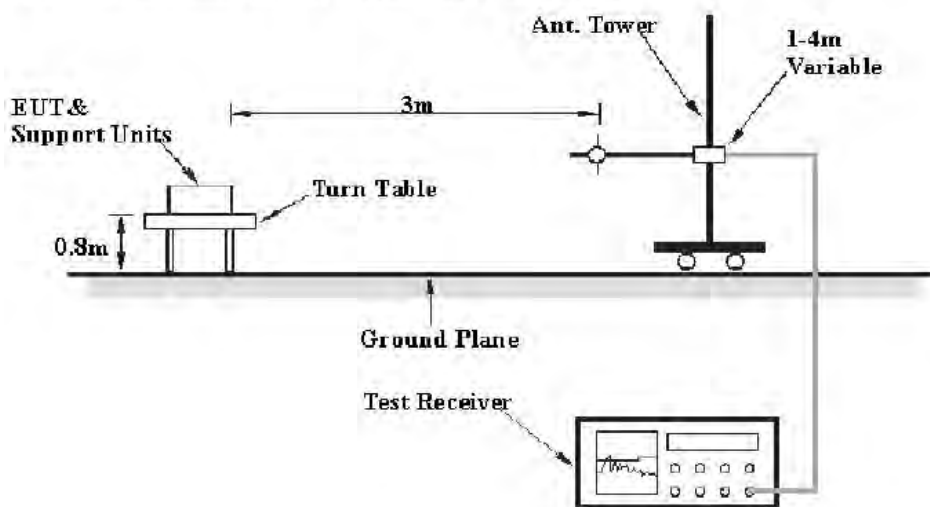 Ant. Tower
1-4m
Variable
EUT &
Support Units
3m
Turn Table
0.8m
Ground Plane
Test Receiver